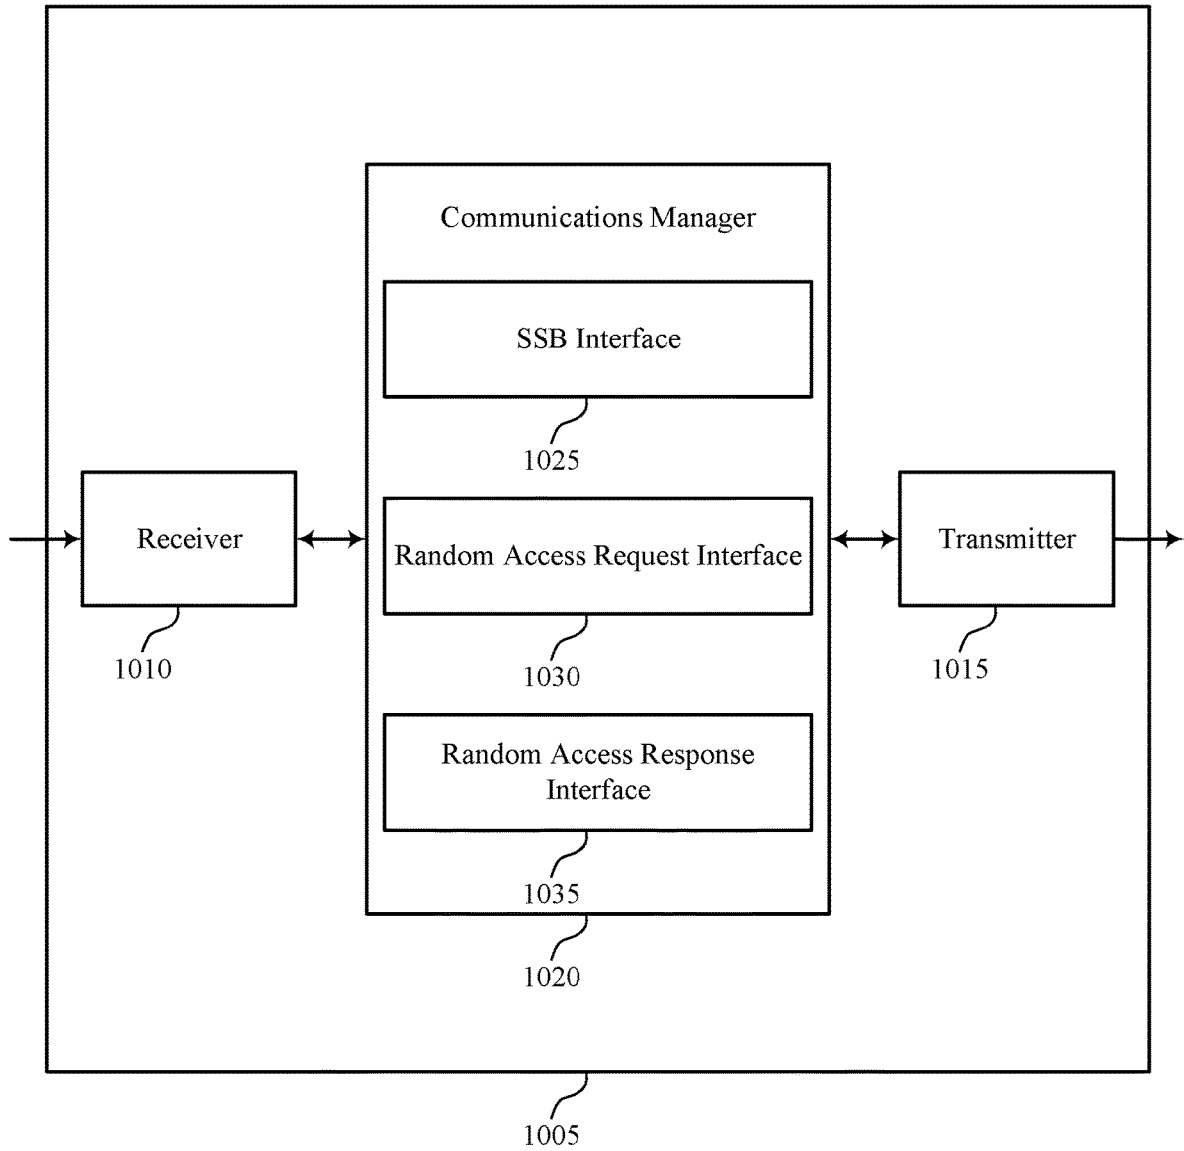 Communications Manager
SSB Interface
1025
Receiver
1010
Random Access Request Interface
1030
Transmitter
1015
Random Access Response
Interface
1035
1020
1005